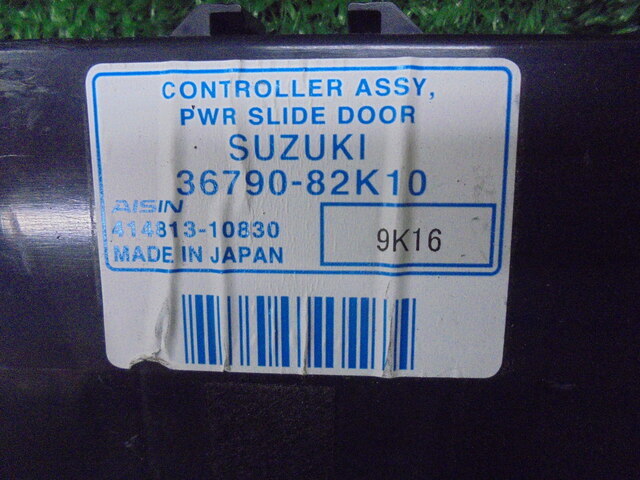 CONTROLLER ASSY,
PWR SLIDE DOOR
SUZUKI
36790-82K10
AISIN
414813-10830
MADE IN JAPAN
9K16